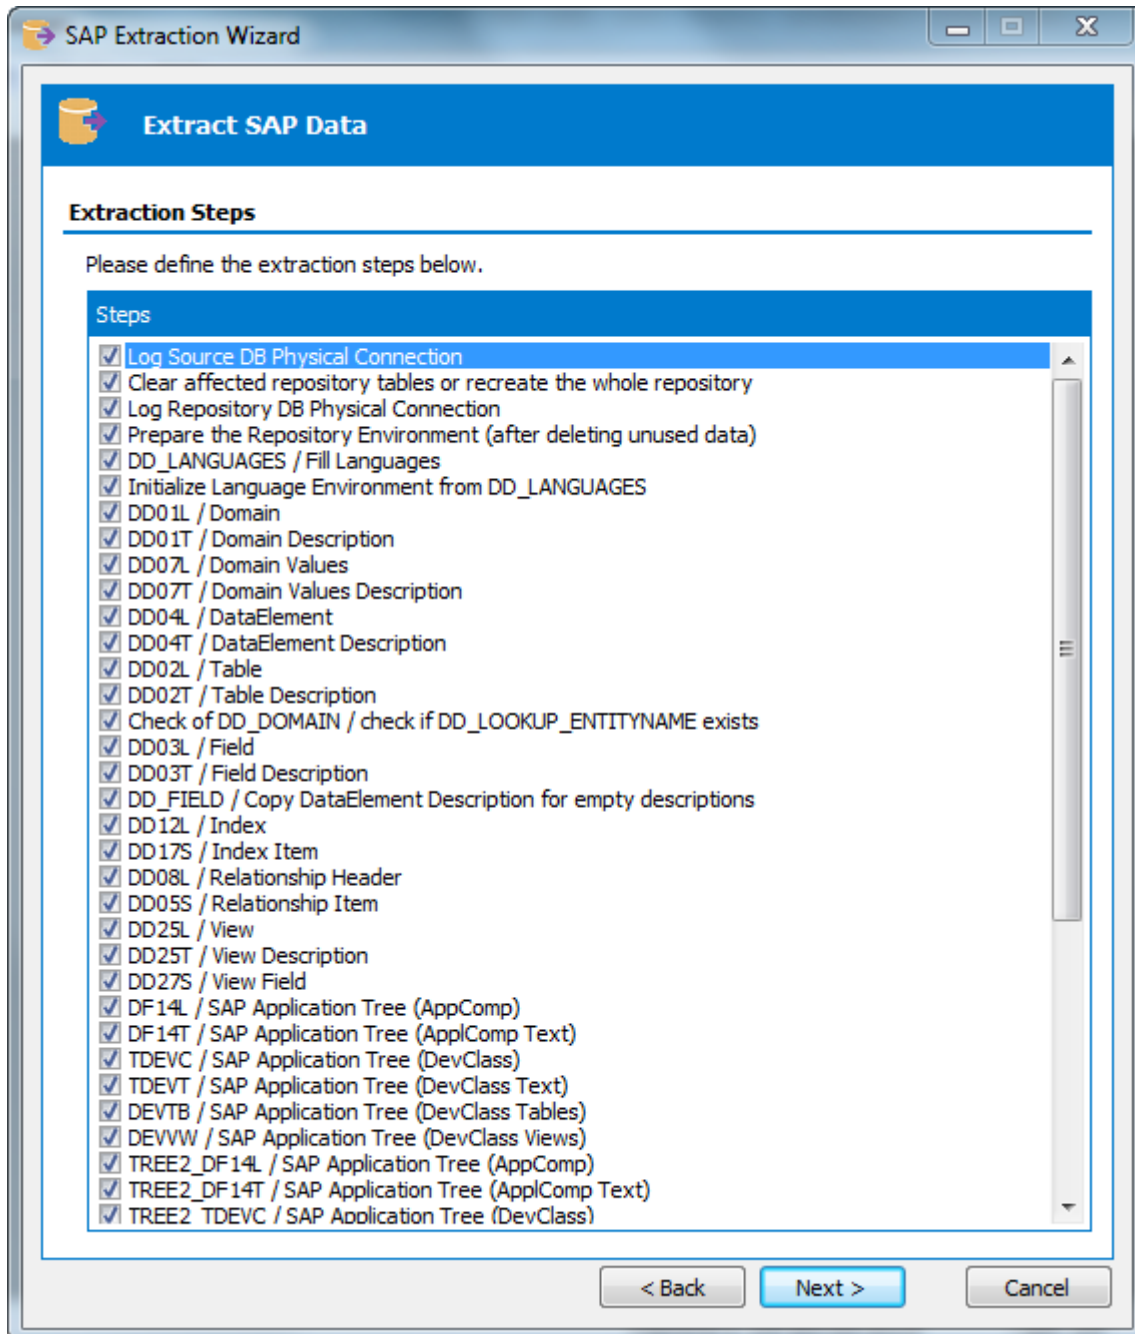 SAP Extraction Wizard
Extract SAP Data
Extraction Steps
Please define the extraction steps below.
Steps
Log Source DB Physical Connection
Clear affected repository tables or recreate the whole repository
Log Repository DB Physical Connection
Prepare the Repository Environment (after deleting unused data)
DD_LANGUAGES / Fill Languages
Initialize Language Environment from DD_LANGUAGES
DD01L / Domain
DD01T / Domain Description
DD07L / Domain Values
DD07T / Domain Values Description
DD04L / DataElement
DD04T / DataElement Description
DD02L / Table
DD02T / Table Description
Check of DD_DOMAIN / check if DD_LOOKUP_ENTITYNAME exists
DD03L / Field
DD03T / Field Description
DD_FIELD / Copy DataElement Description for empty descriptions
DD12L / Index
DD17S / Index Item
DD08L / Relationship Header
DD05S / Relationship Item
DD25L / View
DD25T / View Description
DD27S / View Field
DF14L / SAP Application Tree (AppComp)
DF14T / SAP Application Tree (ApplComp Text)
TDEVC / SAP Application Tree (DevClass)
TDEVT / SAP Application Tree (DevClass Text)
DEVTB / SAP Application Tree (DevClass Tables)
DEVVW / SAP Application Tree (DevClass Views)
TREE2_DF14L / SAP Application Tree (AppComp)
TREE2_DF14T / SAP Application Tree (ApplComp Text)
TREE2_TDEVC / SAP Application Tree (DevClass)
< Back Next > Cancel